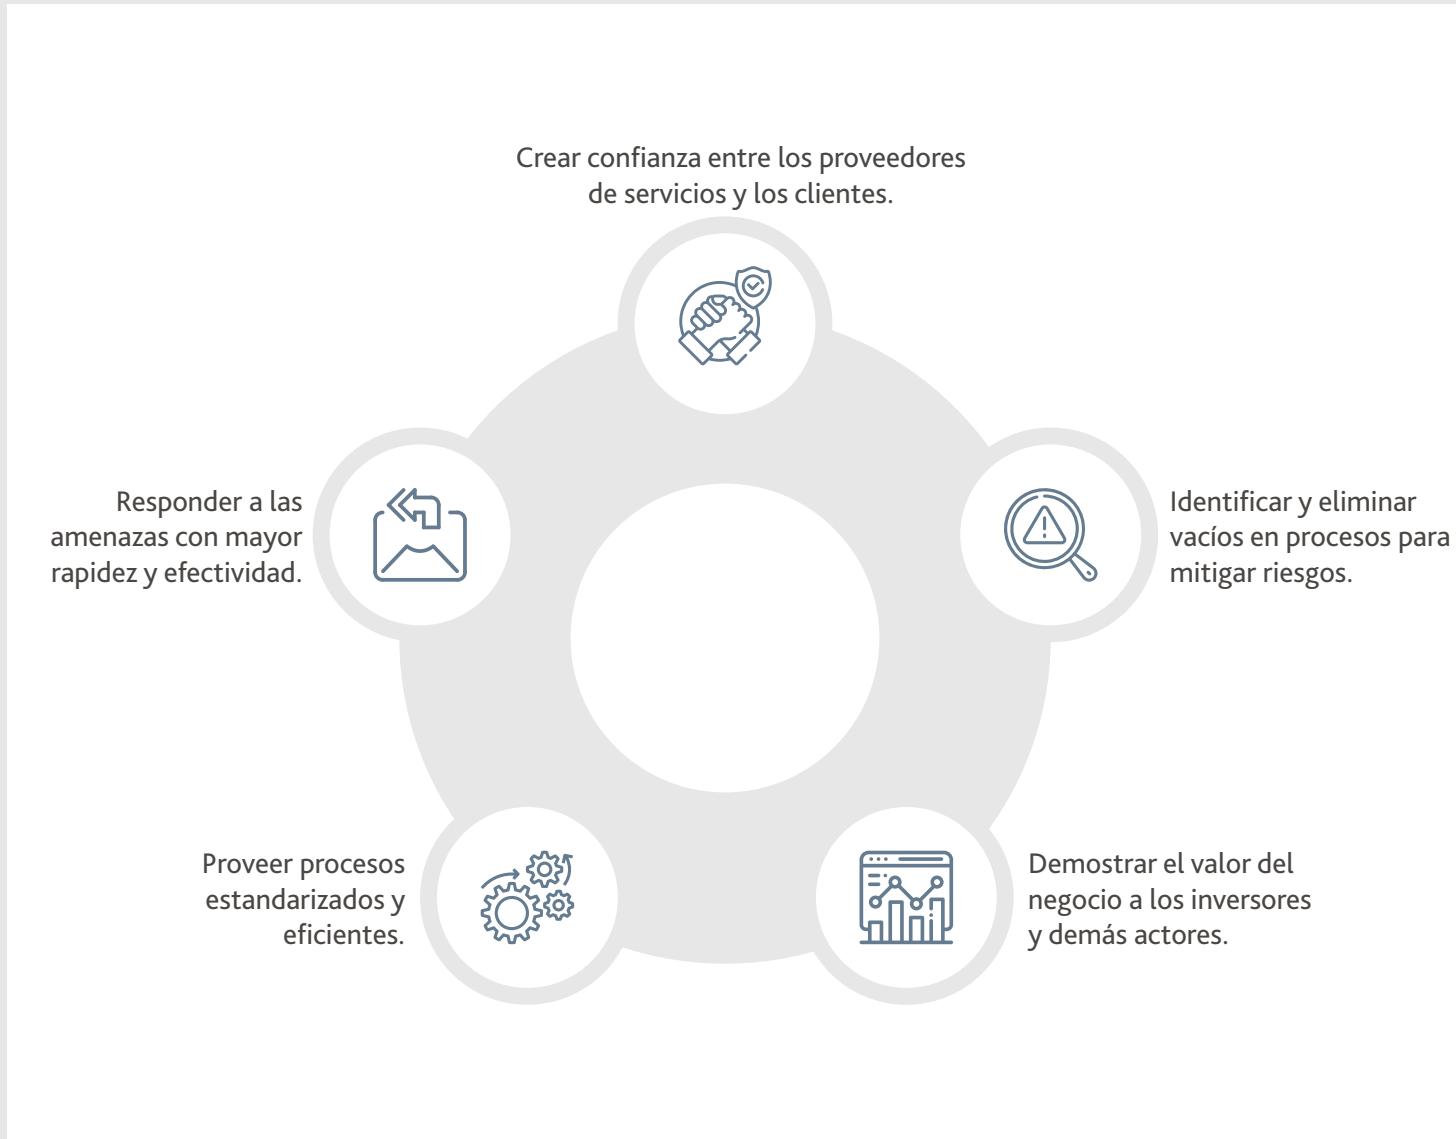 Crear confianza entre los proveedores
de servicios y los clientes.
Responder a las
amenazas con mayor
rapidez y efectividad.
Identificar y eliminar
vacíos en procesos para
mitigar riesgos.
Proveer procesos
estandarizados y
eficientes.
Demostrar el valor del
negocio a los inversores
y demás actores.